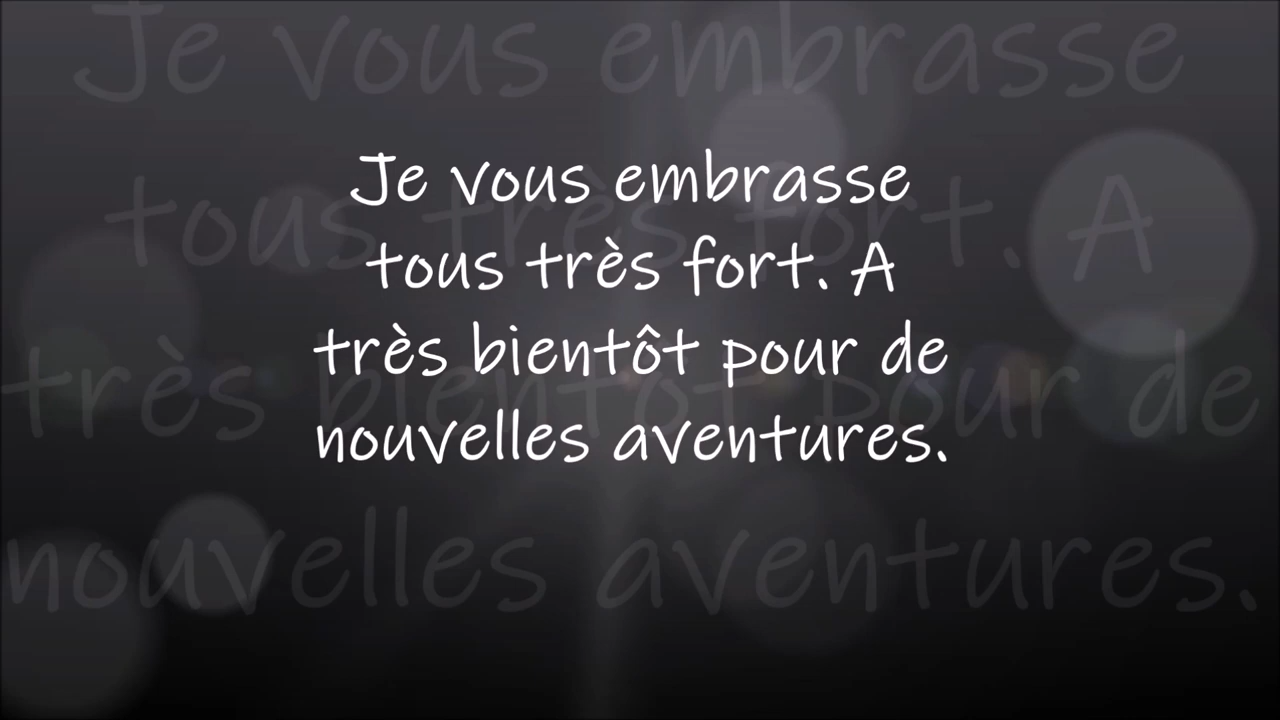 Je vous embrasse
tous très fort. A
très bientôt pour de
nouvelles aventures.